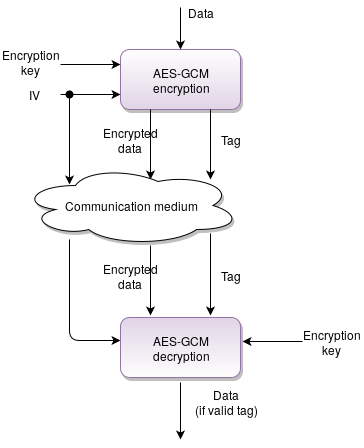 Data
Encryption
key
AES-GCM
encryption
IV
Encrypted
data
Tag
Communication medium
Encrypted
data
Tag
AES-GCM
decryption
Encryption
key
Data
(if valid tag)